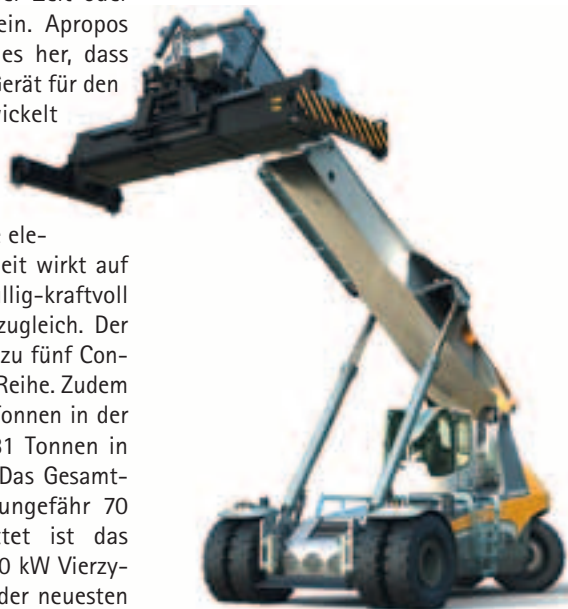 ein. Apropos
es her, dass
Gerät für den
wickelt
ele-
eit wirkt auf
llig-kraftvoll
zugleich. Der
zu fünf Con-
Reihe. Zudem
Tonnen in der
31 Tonnen in
Das Gesamt-
ungefähr 70
tet ist das
0 kW Vierzy-
der neuesten